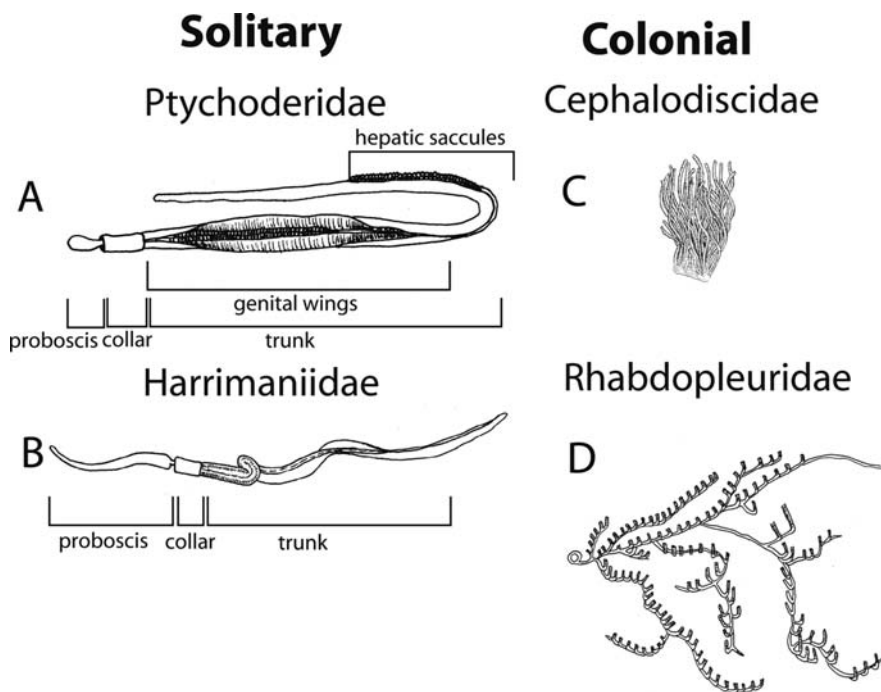 Solitary
Colonial
Ptychoderidae
Cephalodiscidae
hepatic saccules
A
C
genital wings
proboscis collar trunk
Harrimaniidae
Rhabdopleuridae
B
D
proboscis collar trunk